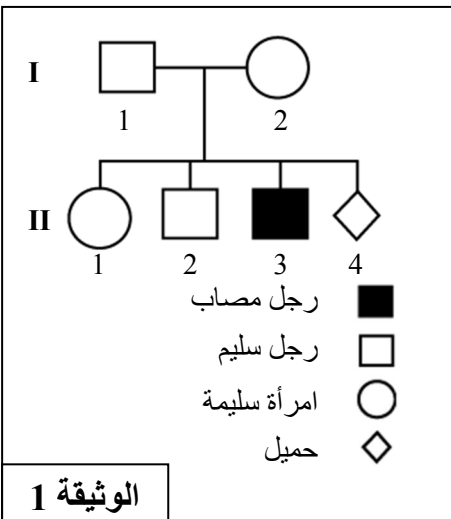 I
1 2
II
1 2 3 4
رجل مصاب
رجل سليم
امرأة سليمة
حميل
الوثيقة 1